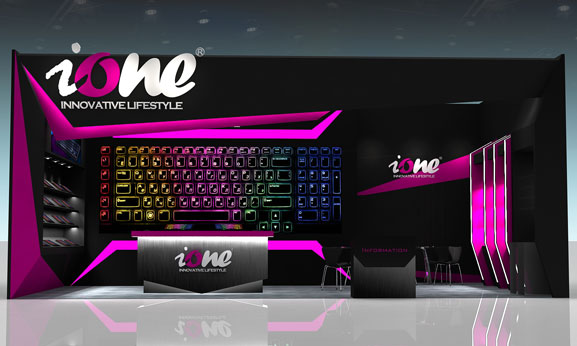 ione®
INNOVATIVE LIFESTYLE
ione
INNOVATIVE LIFESTYLE
INFORMATION
ione
INNOVATIVE LIFESTYLE